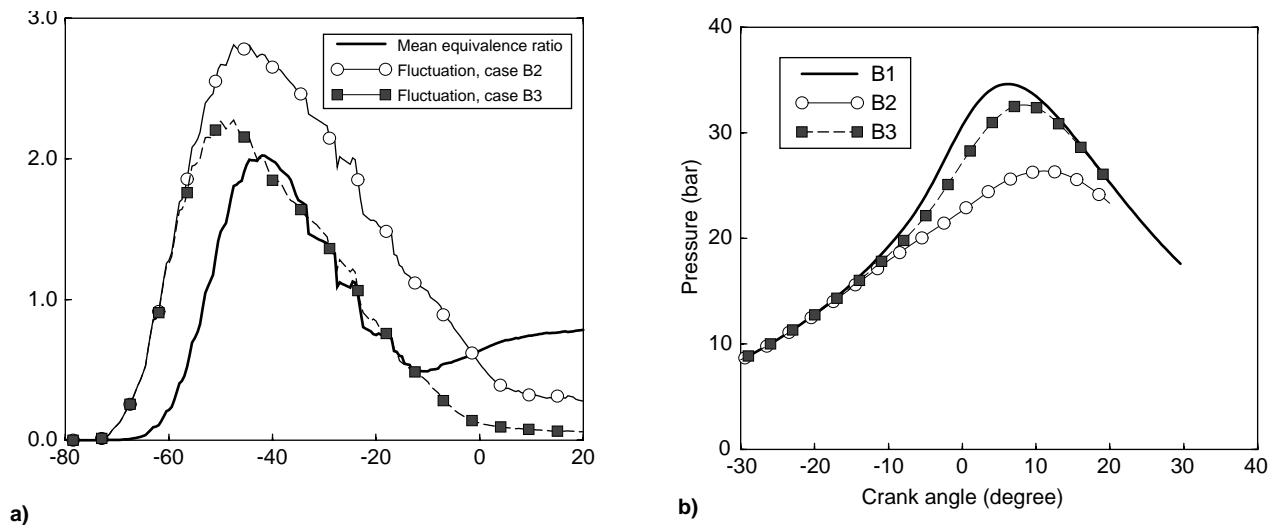 3.0
2.0
1.0
0.0
-80
-60
-40
-20
0
20
Mean equivalence ratio
Fluctuation, case B2
Fluctuation, case B3
a)
40
30
20
10
0
-30
-20
-10
0
10
20
30
40
Pressure (bar)
Crank angle (degree)
B1
B2
B3
b)